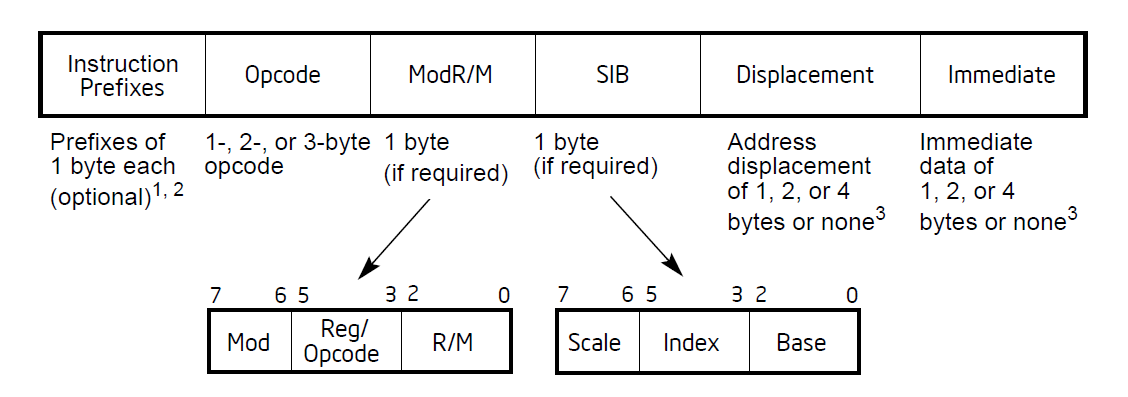 Instruction
Prefixes
Opcode
ModR/M
SIB
Displacement
Immediate
Prefixes of
1 byte each
(optional)1, 2
1-, 2-, or 3-byte
opcode
1 byte
(if required)
1 byte
(if required)
Address
displacement
of 1, 2, or 4
bytes or none3
Immediate
data of
1, 2, or 4
bytes or none3
7 6 5 3 2 0
Mod
Reg/
Opcode
R/M
7 6 5 3 2 0
Scale
Index
Base